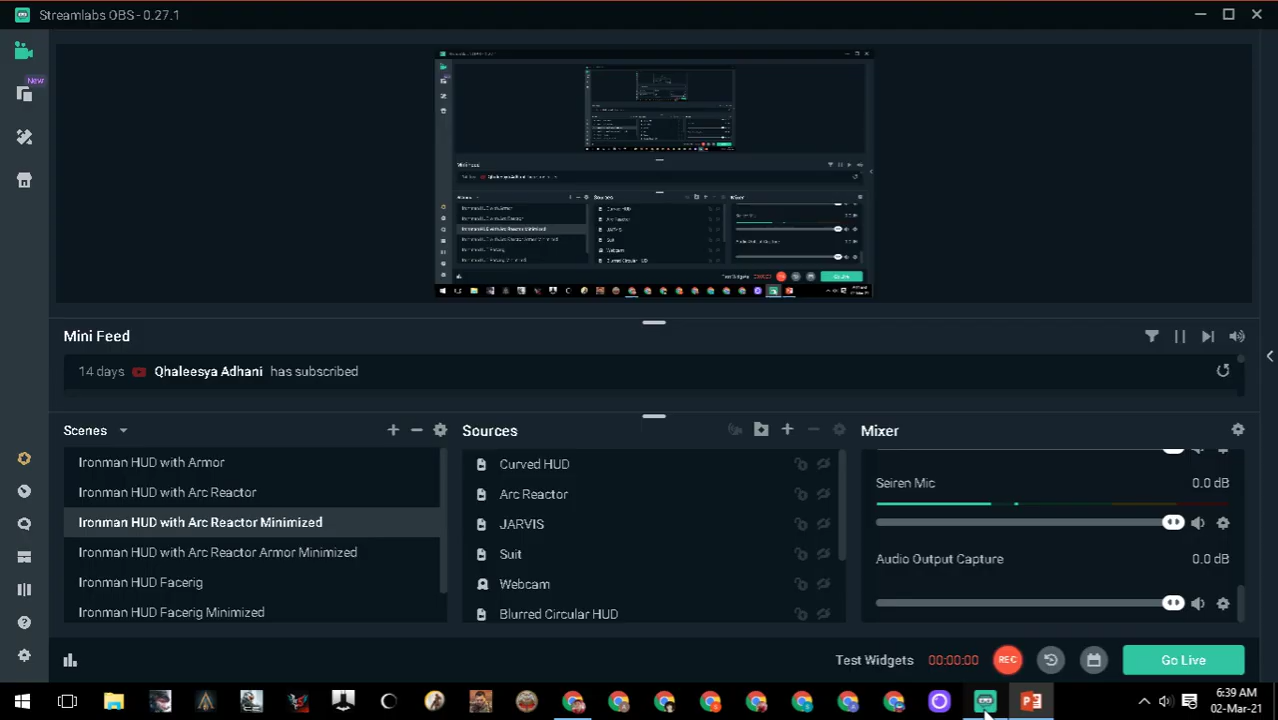 Streamlabs OBS - 0.27.1
New
Mini Feed
14 days Qhaleesya Adhani has subscribed
Scenes
Ironman HUD with Armor
Ironman HUD with Arc Reactor
Ironman HUD with Arc Reactor Minimized
Ironman HUD with Arc Reactor Armor Minimized
Ironman HUD Facerig
Ironman HUD Facerig Minimized
Sources
Curved HUD
Arc Reactor
JARVIS
Suit
Webcam
Blurred Circular HUD
Mixer
Seiren Mic 0.0 dB
Audio Output Capture 0.0 dB
Test Widgets 00:00:00 REC Go Live
6:39 AM
02-Mar-21